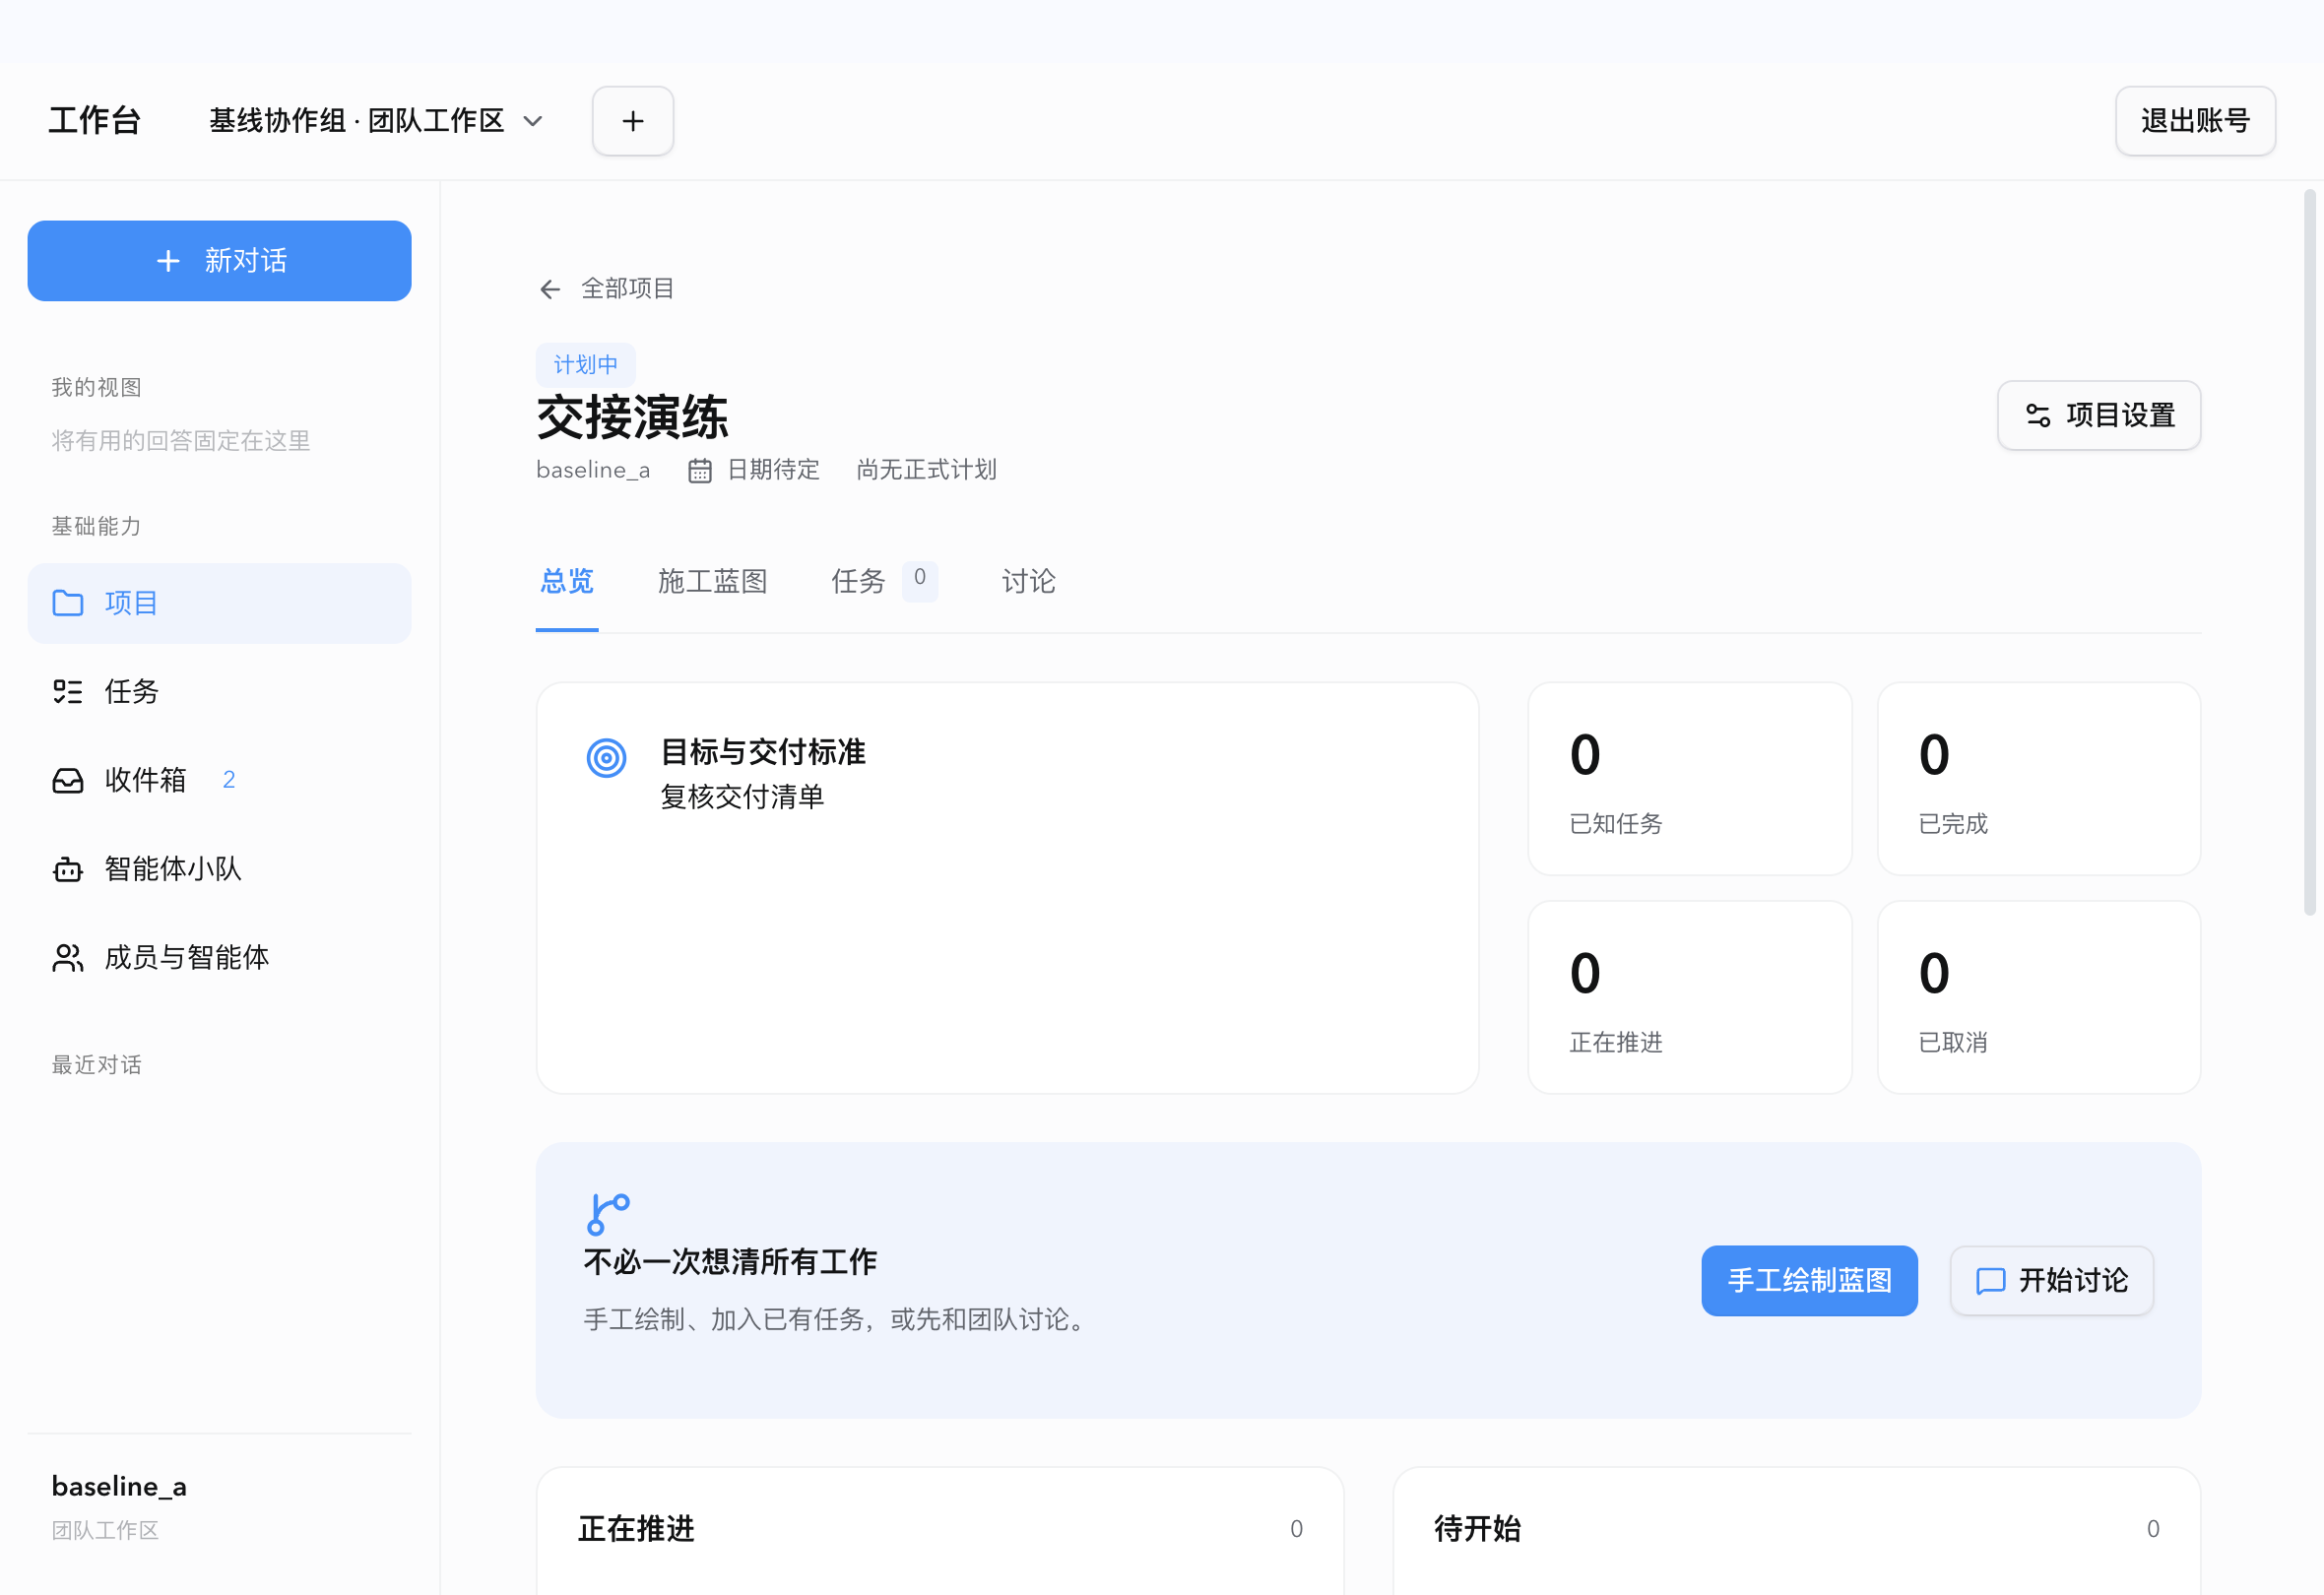 工作台
基线协作组 · 团队工作区
退出账号
新对话
我的视图
将有用的回答固定在这里
基础能力
项目
任务
收件箱 2
智能体小队
成员与智能体
最近对话
baseline_a
团队工作区
全部项目
计划中
交接演练
项目设置
baseline_a 日期待定 尚无正式计划
总览 施工蓝图 任务 0 讨论
目标与交付标准
复核交付清单
0
已知任务
0
已完成
0
正在推进
0
已取消
不必一次想清所有工作
手工绘制、加入已有任务，或先和团队讨论。
手工绘制蓝图
开始讨论
正在推进 0
待开始 0